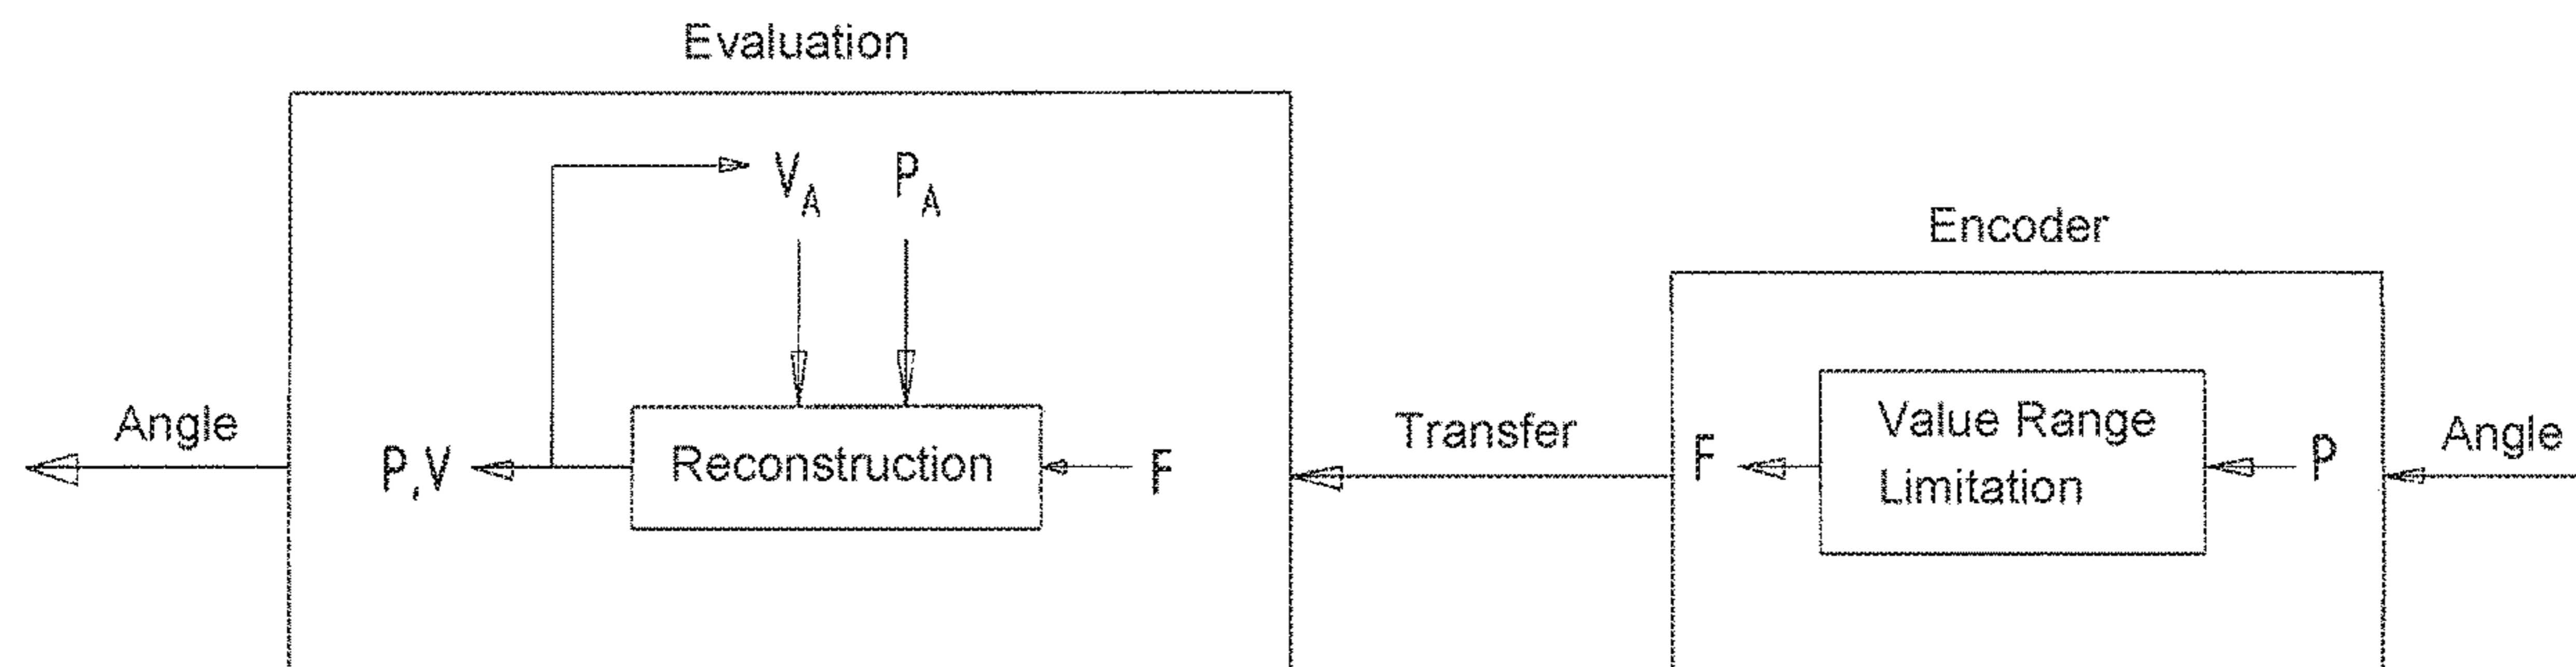 Evaluation
V_A P_A
Encoder
Angle
P,V
Reconstruction
F
Transfer
F
Value Range
Limitation
P
Angle